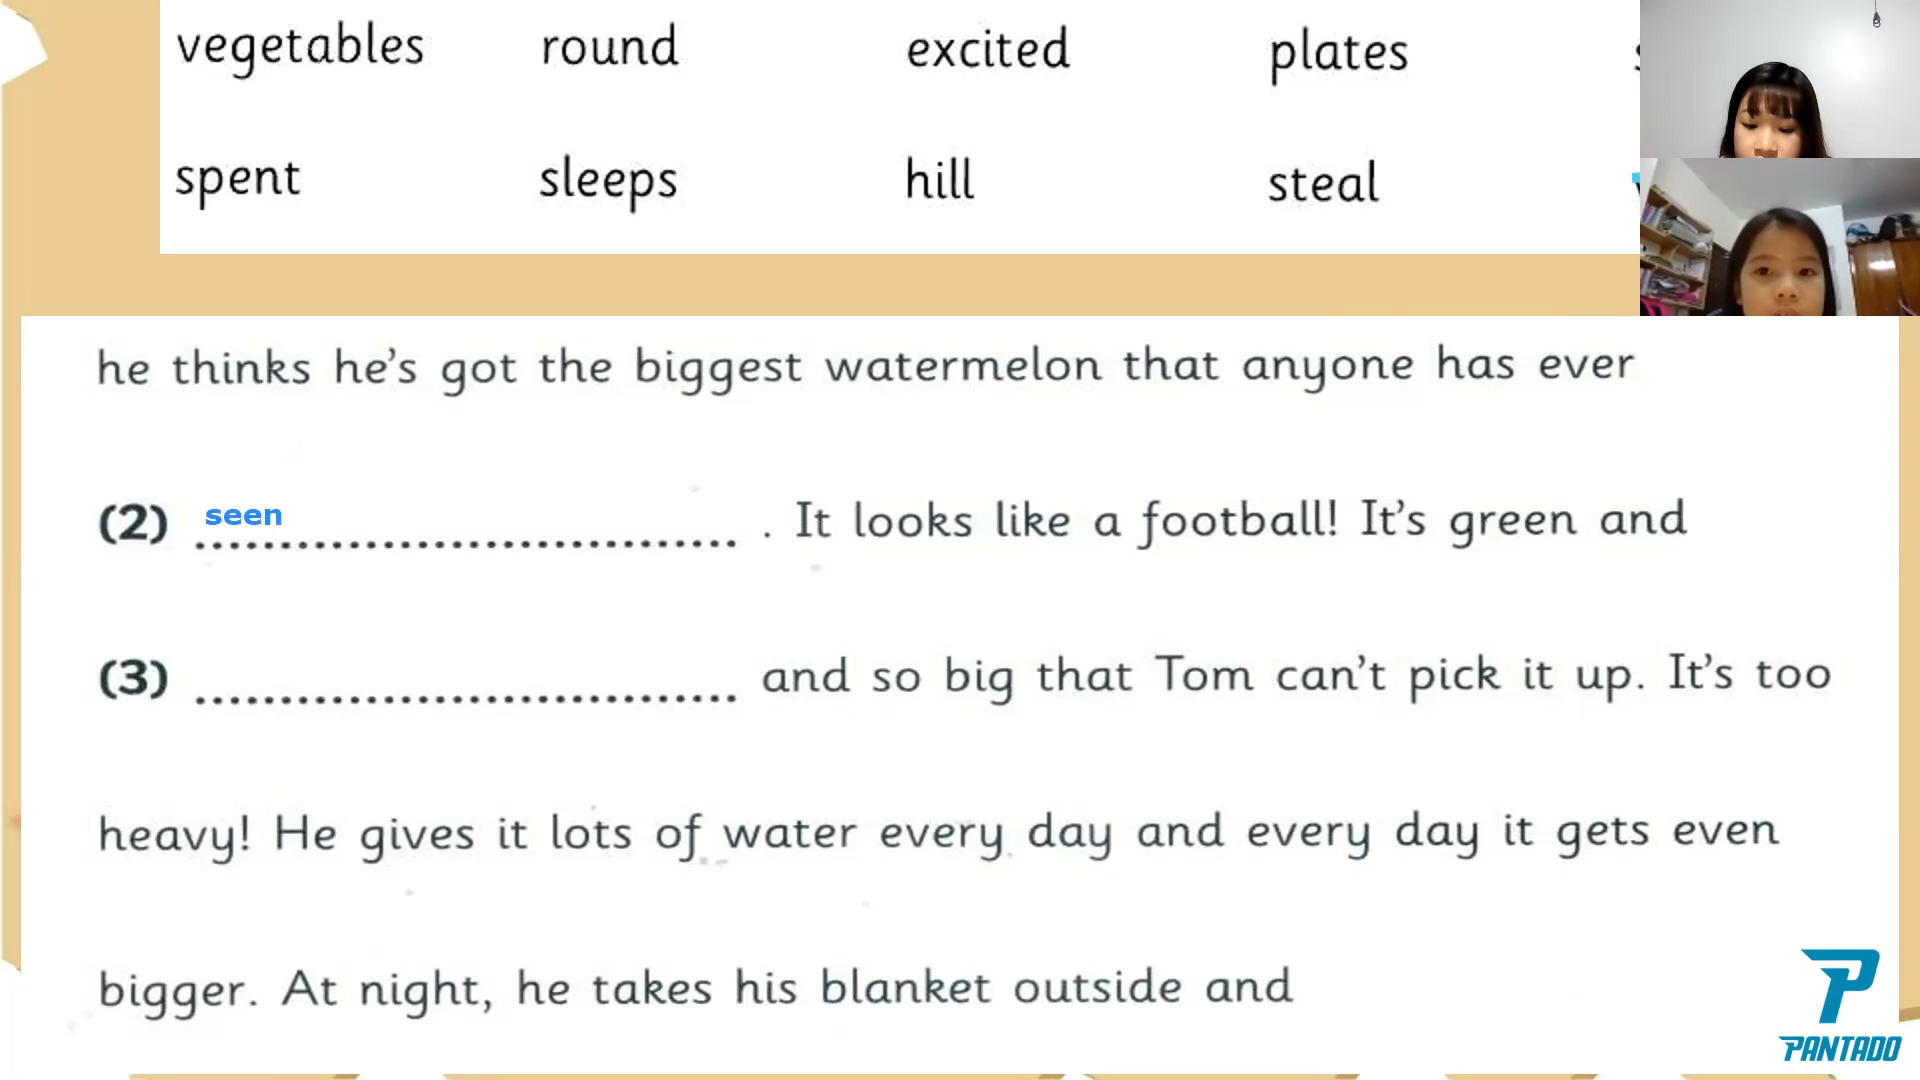 vegetables round excited plates
spent sleeps hill steal
he thinks he's got the biggest watermelon that anyone has ever
(2) seen . It looks like a football! It's green and
(3) and so big that Tom can't pick it up. It's too
heavy! He gives it lots of water every day and every day it gets even
bigger. At night, he takes his blanket outside and
PANTADO